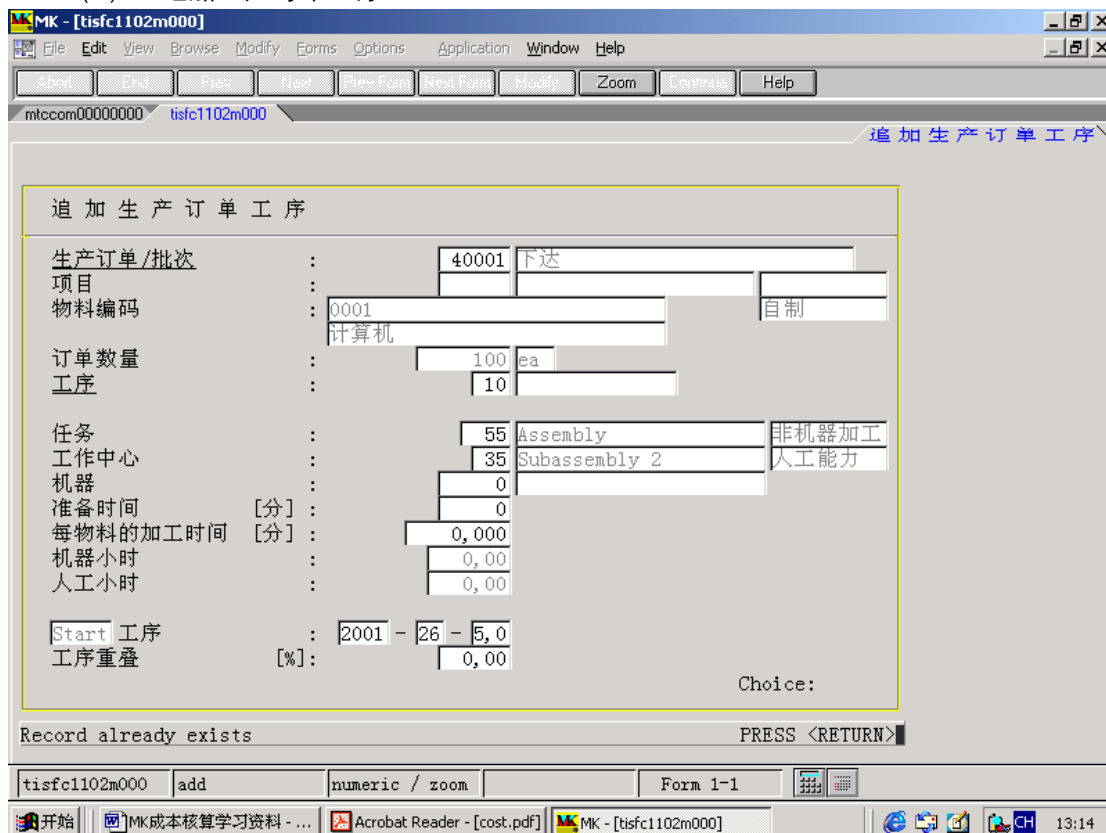 MK - [tisfc1102m000]
File Edit View Browse Modify Forms Options Application Window Help
Abort End Prev Next Prev Form Next Form Modify Zoom Continue Help
mtccom00000000 tisfc1102m000
追加生产订单工序
追加生产订单工序
生产订单/批次 : 40001 下达
项目 :
物料编码 : 0001 自制
计算机
订单数量 : 100 ea
工序 : 10
任务 : 55 Assembly 非机器加工
工作中心 : 35 Subassembly 2 人工能力
机器 : 0
准备时间 [分] : 0
每物料的加工时间 [分] : 0,000
机器小时 : 0,00
人工小时 : 0,00
Start 工序 : 2001 - 26 - 5,0
工序重叠 [%]: 0,00
Choice:
Record already exists PRESS <RETURN>
tisfc1102m000 add numeric / zoom Form 1-1
开始 MK成本核算学习资料 - ... Acrobat Reader - [cost.pdf] MK - [tisfc1102m000] CH 13:14